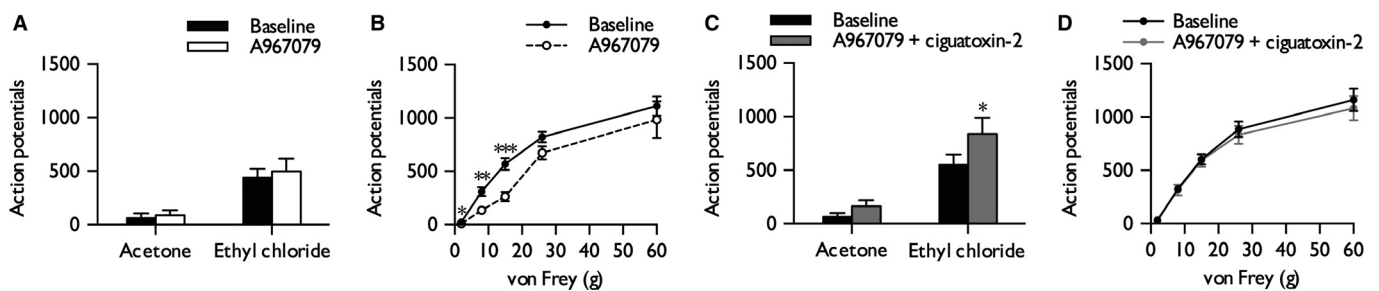 A
Baseline
A967079
Action potentials
1500
1000
500
0
Acetone
Ethyl chloride
B
Baseline
A967079
Action potentials
1500
1000
500
0
*
**
***
0
10
20
30
40
50
60
von Frey (g)
C
Baseline
A967079 + ciguatoxin-2
Action potentials
1500
1000
500
0
*
Acetone
Ethyl chloride
D
Baseline
A967079 + ciguatoxin-2
Action potentials
1500
1000
500
0
0
10
20
30
40
50
60
von Frey (g)